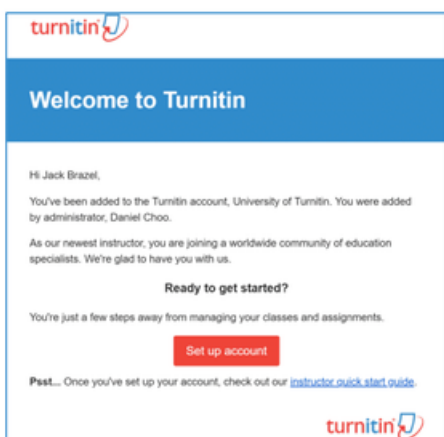 turnitin
Welcome to Turnitin
Hi Jack Brazel,
You've been added to the Turnitin account, University of Turnitin. You were added
by administrator, Daniel Choo.
As our newest instructor, you are joining a worldwide community of education
specialists. We're glad to have you with us.
Ready to get started?
You're just a few steps away from managing your classes and assignments.
Set up account
Psst... Once you've set up your account, check out our instructor quick start guide.
turnitin